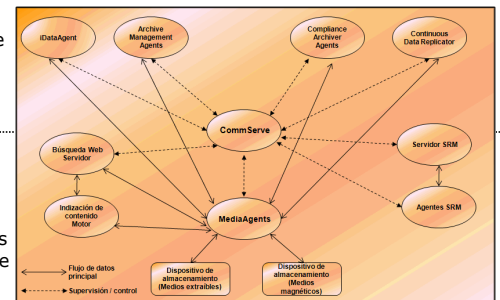 e
iDataAgent
Archive
Management
Agents
Compliance
Archiver
Agents
Continuous
Data Replicator
CommServe
Búsqueda Web
Servidor
Servidor SRM
Indización de
contenido
Motor
MediaAgents
Agentes SRM
s
e
Flujo de datos
principal
Supervisión / control
Dispositivo de
almacenamiento
(Medios extraibles)
Dispositivo de
almacenamiento
(Medios
magnéticos)